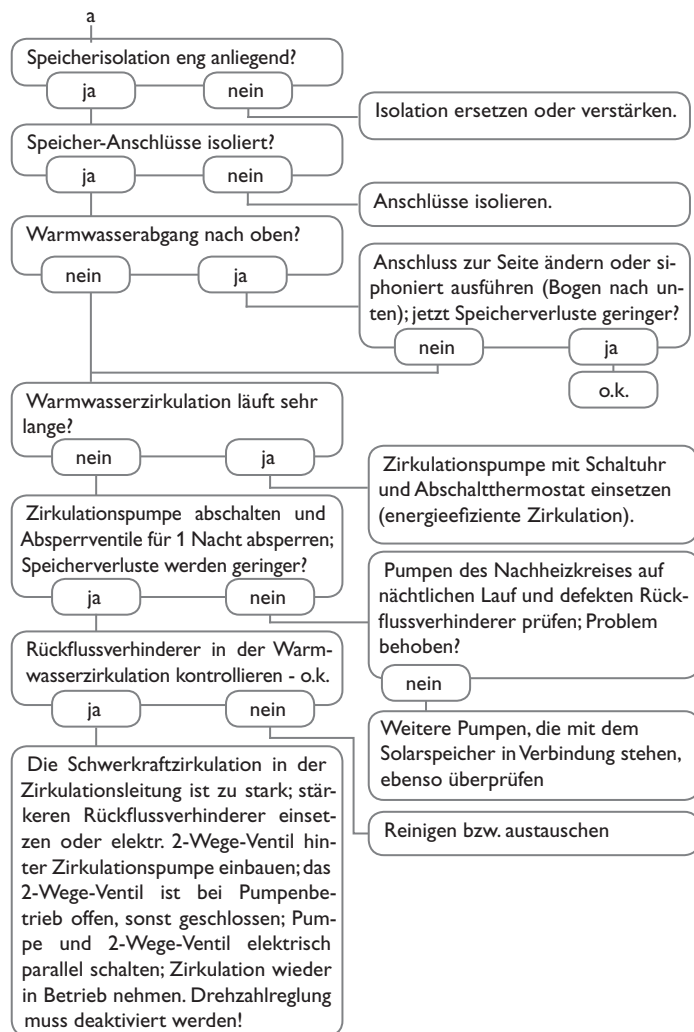 a
Speicherisolation eng anliegend?
ja
nein
Isolation ersetzen oder verstärken.
Speicher-Anschlüsse isoliert?
ja
nein
Anschlüsse isolieren.
Warmwasserabgang nach oben?
nein
ja
Anschluss zur Seite ändern oder si-
phoniert ausführen (Bogen nach un-
ten); jetzt Speicherverluste geringer?
nein
ja
o.k.
Warmwasserzirkulation läuft sehr
lange?
nein
ja
Zirkulationspumpe mit Schaltuhr
und Abschaltthermostat einsetzen
(energieefiziente Zirkulation).
Zirkulationspumpe abschalten und
Absperrventile für 1 Nacht absperren;
Speicherverluste werden geringer?
ja
nein
Pumpen des Nachheizkreises auf
nächtlichen Lauf und defekten Rück-
flussverhinderer prüfen; Problem
behoben?
nein
Weitere Pumpen, die mit dem
Solarspeicher in Verbindung stehen,
ebenso überprüfen
Rückflussverhinderer in der Warm-
wasserzirkulation kontrollieren - o.k.
ja
nein
Reinigen bzw. austauschen
Die Schwerkraftzirkulation in der
Zirkulationsleitung ist zu stark; stär-
keren Rückflussverhinderer einset-
zen oder elektr. 2-Wege-Ventil hin-
ter Zirkulationspumpe einbauen; das
2-Wege-Ventil ist bei Pumpenbe-
trieb offen, sonst geschlossen; Pum-
pe und 2-Wege-Ventil elektrisch
parallel schalten; Zirkulation wieder
in Betrieb nehmen. Drehzahlreglung
muss deaktiviert werden!